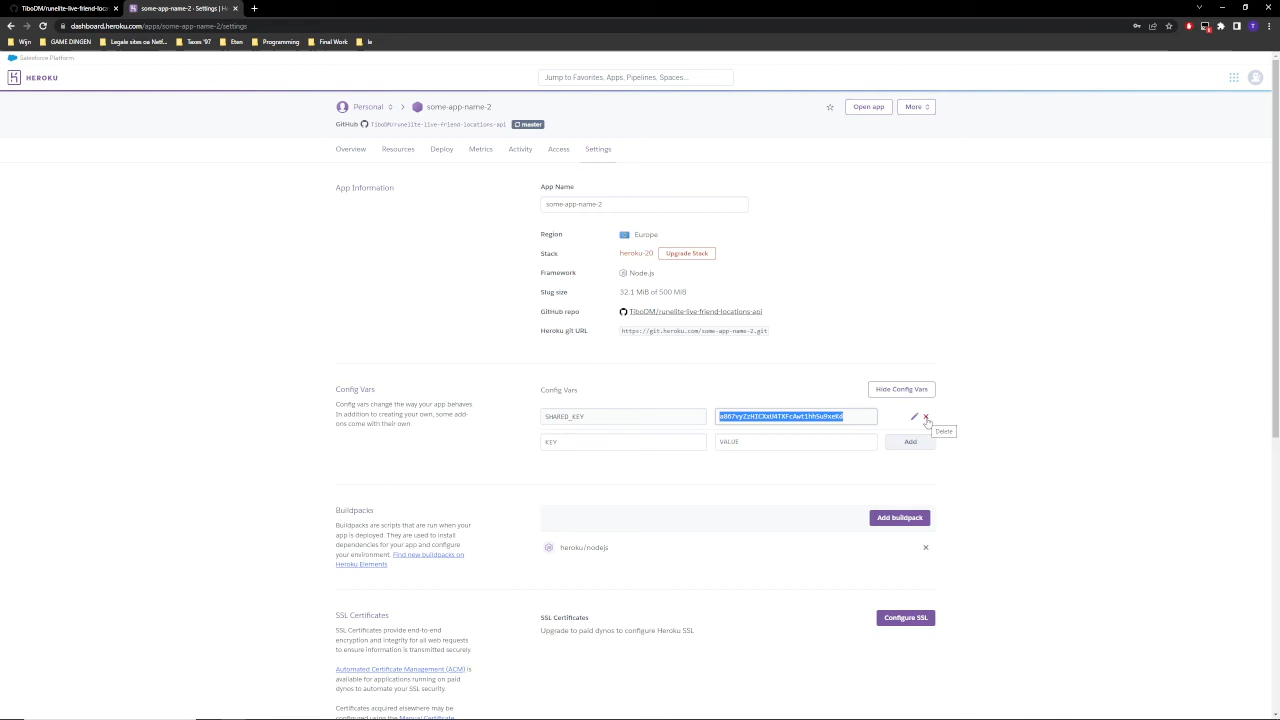 TiboDM/runelite-live-friend-locat
some-app-name-2 - Settings | H
dashboard.heroku.com/apps/some-app-name-2/settings
Wijn
GAME DINGEN
Legale sites oa Netf...
Taxes '97
Eten
Programming
Final Work
Ie
Salesforce Platform
HEROKU
Jump to Favorites, Apps, Pipelines, Spaces...
Personal
some-app-name-2
Open app
More
GitHub TiboDM/runelite-live-friend-locations-api master
Overview
Resources
Deploy
Metrics
Activity
Access
Settings
App Information
App Name
some-app-name-2
Region
Europe
Stack
heroku-20
Upgrade Stack
Framework
Node.js
Slug size
32.1 MiB of 500 MiB
GitHub repo
TiboDM/runelite-live-friend-locations-api
Heroku git URL
https://git.heroku.com/some-app-name-2.git
Config Vars
Config vars change the way your app behaves.
In addition to creating your own, some add-
ons come with their own.
Config Vars
Hide Config Vars
SHARED_KEY
Delete
KEY
VALUE
Add
Buildpacks
Buildpacks are scripts that are run when your
app is deployed. They are used to install
dependencies for your app and configure
your environment. Find new buildpacks on
Heroku Elements
Add buildpack
heroku/nodejs
SSL Certificates
SSL Certificates provide end-to-end
encryption and integrity for all web requests
to ensure information is transmitted securely.
Automated Certificate Management (ACM) is
available for applications running on paid
dynos to automate your SSL security.
Certificates acquired elsewhere may be
configured using the Manual Certificate
SSL Certificates
Upgrade to paid dynos to configure Heroku SSL
Configure SSL